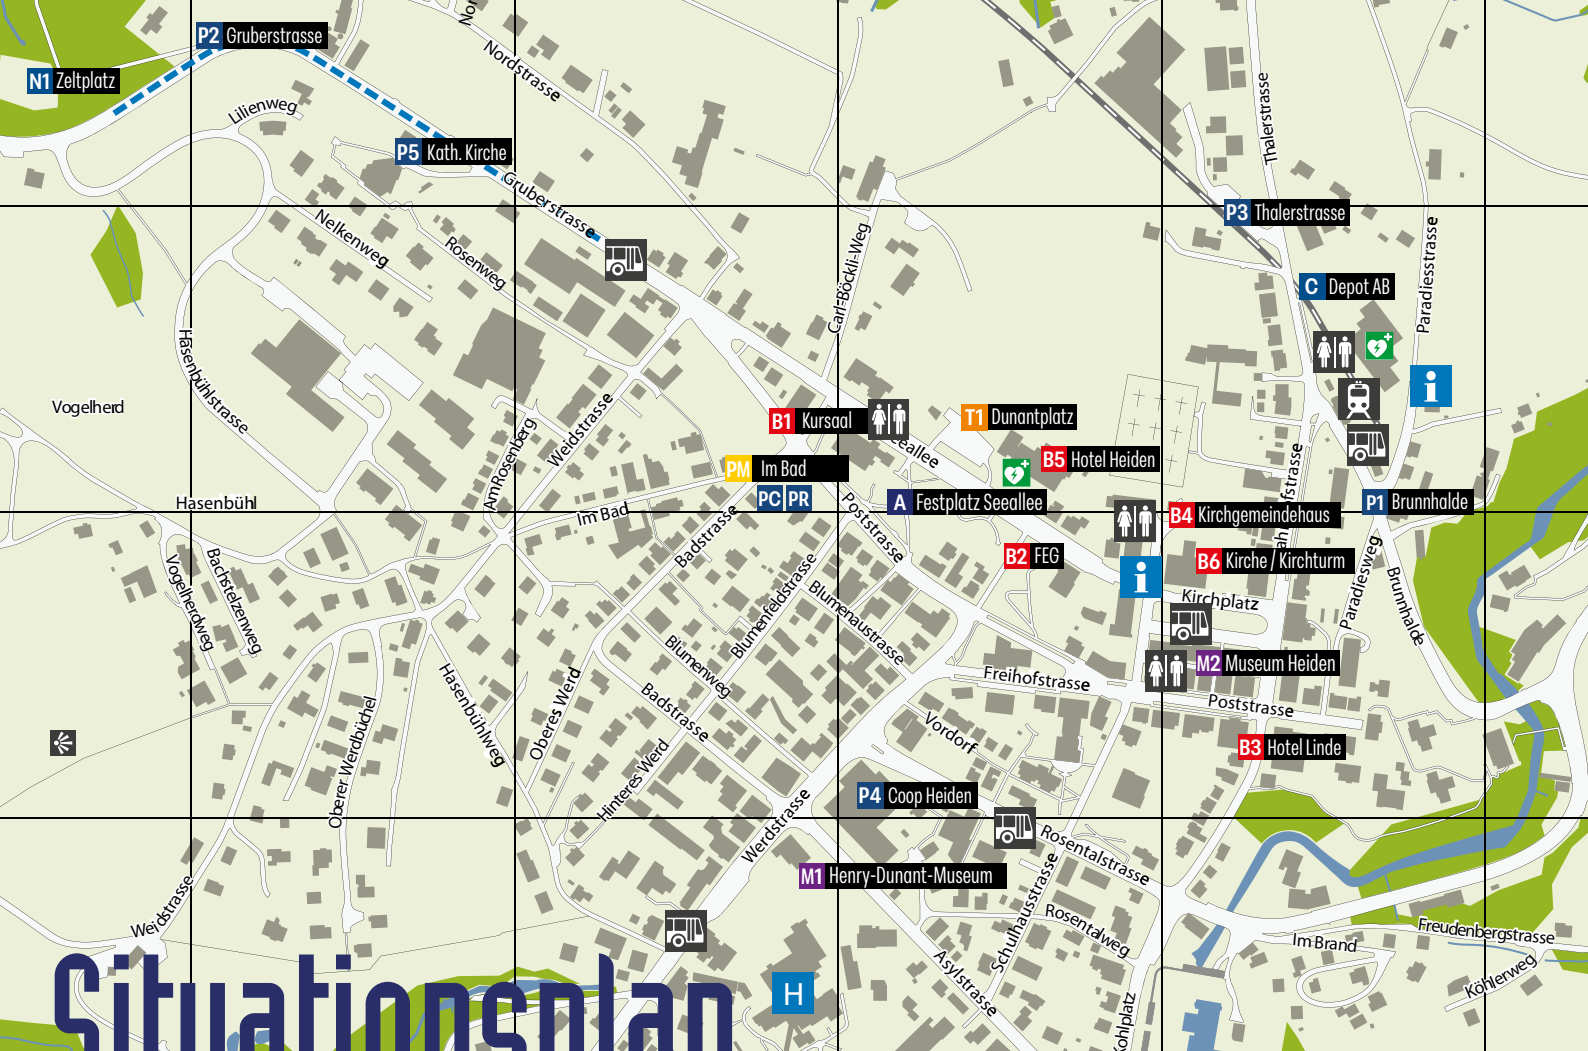 P2 Gruberstrasse
N1 Zeltplatz
Nordstrasse
Lilienweg
P5 Kath. Kirche
Gruberstrasse
Thalerstrasse
P3 Thalerstrasse
Nelkenweg
Rosenweg
Carl-Böckli-Weg
Paradiesstrasse
C Depot AB
Hasenbühlstrasse
Vogelherd
i
B1 Kursaal
T1 Dunantplatz
Am Rosenberg
Weidstrasse
PM Im Bad
PC PR
B5 Hotel Heiden
A Festplatz Seeallee
P1 Brunnhalde
Hasenbühl
Im Bad
Badstrasse
Poststrasse
B4 Kirchgemeindehaus
B2 FEG
B6 Kirche / Kirchturm
i
Vogelherdweg
Bachstelzenweg
Blumenfeldstrasse
Blumenaustrasse
Kirchplatz
Paradiesweg
Brunnhalde
Blumenweg
M2 Museum Heiden
Freihofstrasse
Hasenbühlweg
Oberes Werd
Badstrasse
Poststrasse
Oberer Werdbüchel
Hinteres Werd
Vordorf
B3 Hotel Linde
P4 Coop Heiden
Werdstrasse
Rosentalstrasse
M1 Henry-Dunant-Museum
Weidstrasse
Schulhausstrasse
Rosentalweg
Im Brand
Freudenbergstrasse
Köhlerweg
Asylstrasse
H
Situationsplan